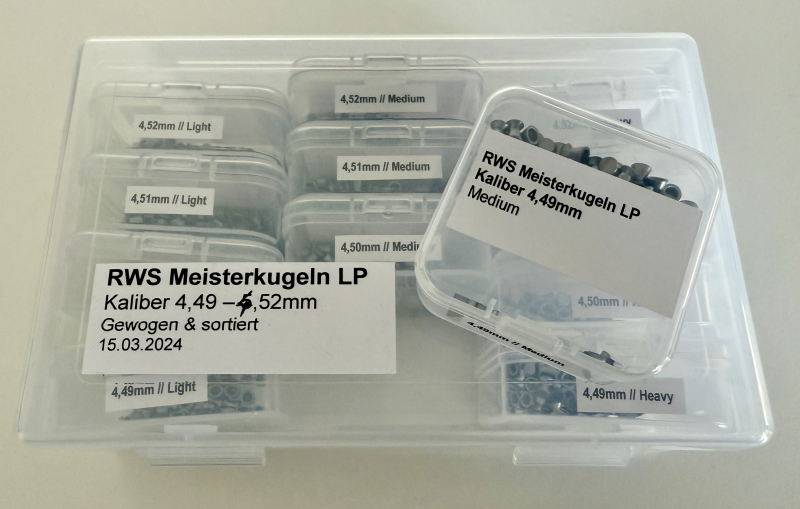 4,52mm // Medium
4,52mm // Light
4,51mm // Medium
4,51mm // Light
4,50mm // Medium
RWS Meisterkugeln LP
Kaliber 4,49mm
Medium
4,49mm // Medium
RWS Meisterkugeln LP
Kaliber 4,49 – ,52mm
Gewogen & sortiert
15.03.2024
4,50mm //
4,49mm // Light
4,49mm // Heavy